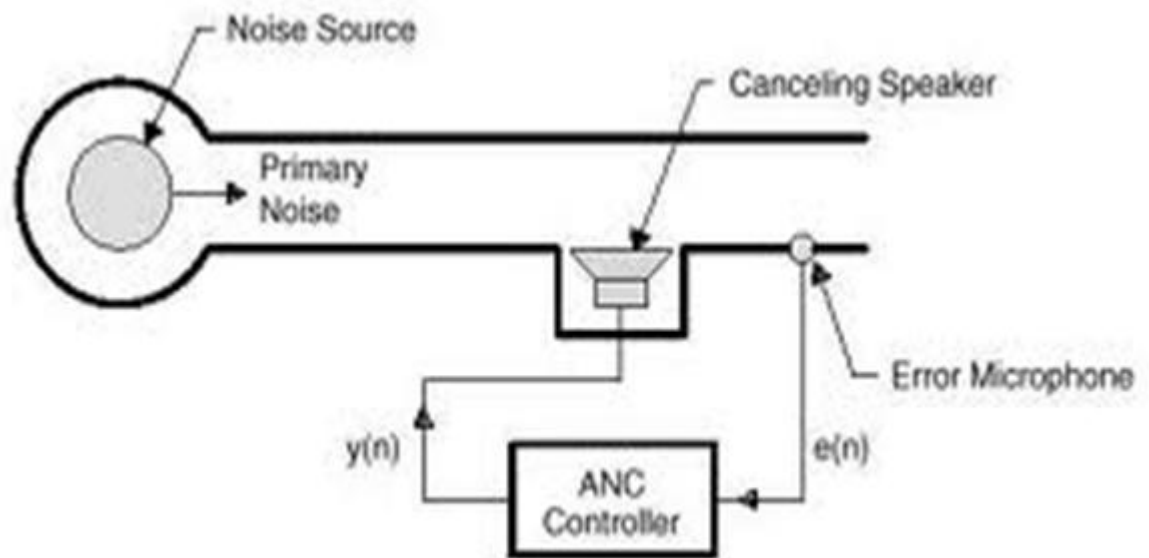 Noise Source
Canceling Speaker
Primary
Noise
Error Microphone
y(n)
e(n)
ANC
Controller